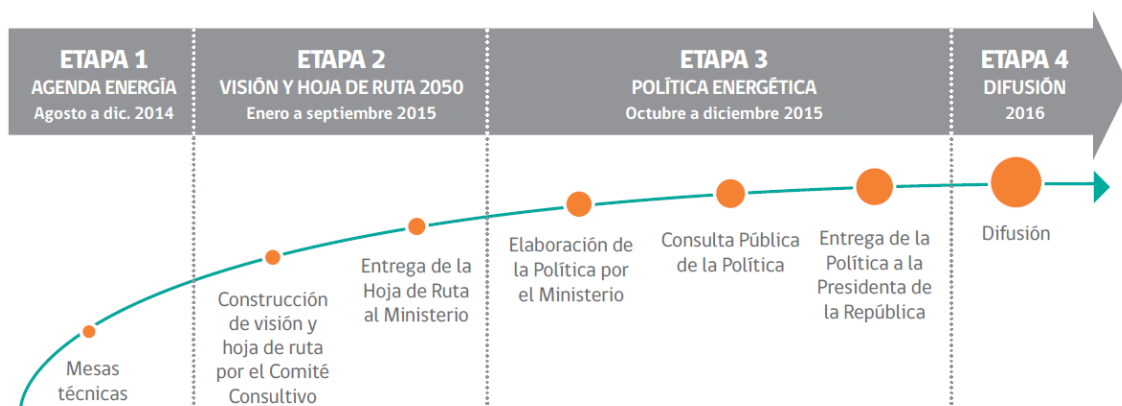 ETAPA 1
AGENDA ENERGÍA
Agosto a dic. 2014
ETAPA 2
VISIÓN Y HOJA DE RUTA 2050
Enero a septiembre 2015
ETAPA 3
POLÍTICA ENERGÉTICA
Octubre a diciembre 2015
ETAPA 4
DIFUSIÓN
2016
Mesas
técnicas
Construcción
de visión y
hoja de ruta
por el Comité
Consultivo
Entrega de la
Hoja de Ruta
al Ministerio
Elaboración de
la Política por
el Ministerio
Consulta Pública
de la Política
Entrega de la
Política a la
Presidenta de
la República
Difusión